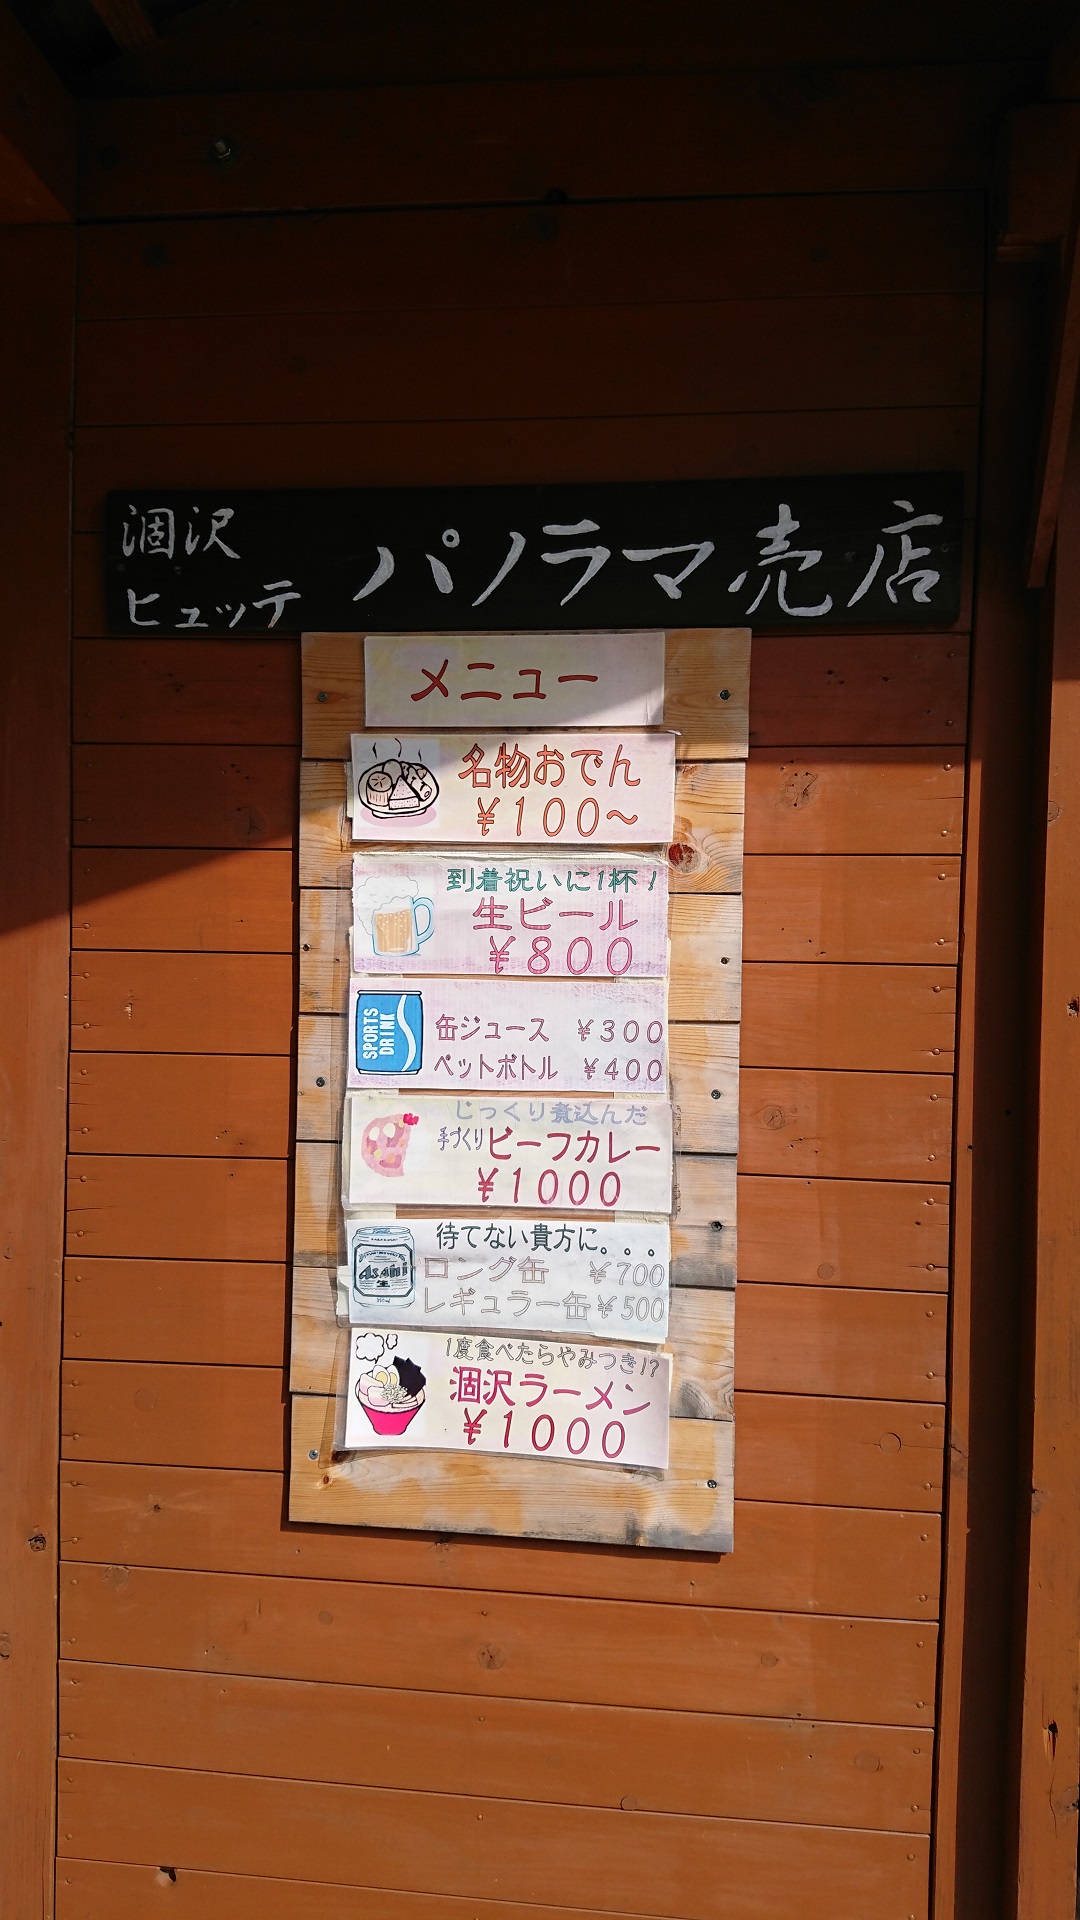 涸沢
ヒュッテ
パノラマ売店
メニュー
名物おでん
¥100~
到着祝いに1杯!
生ビール
¥800
SPORTS
DRINK
缶ジュース ¥300
ペットボトル ¥400
じっくり煮込んだ
手づくりビーフカレー
¥1000
待てない貴方に。。。
Asahi
生
ロング缶 ¥700
レギュラー缶 ¥500
1度食べたらやみつき!?
涸沢ラーメン
¥1000